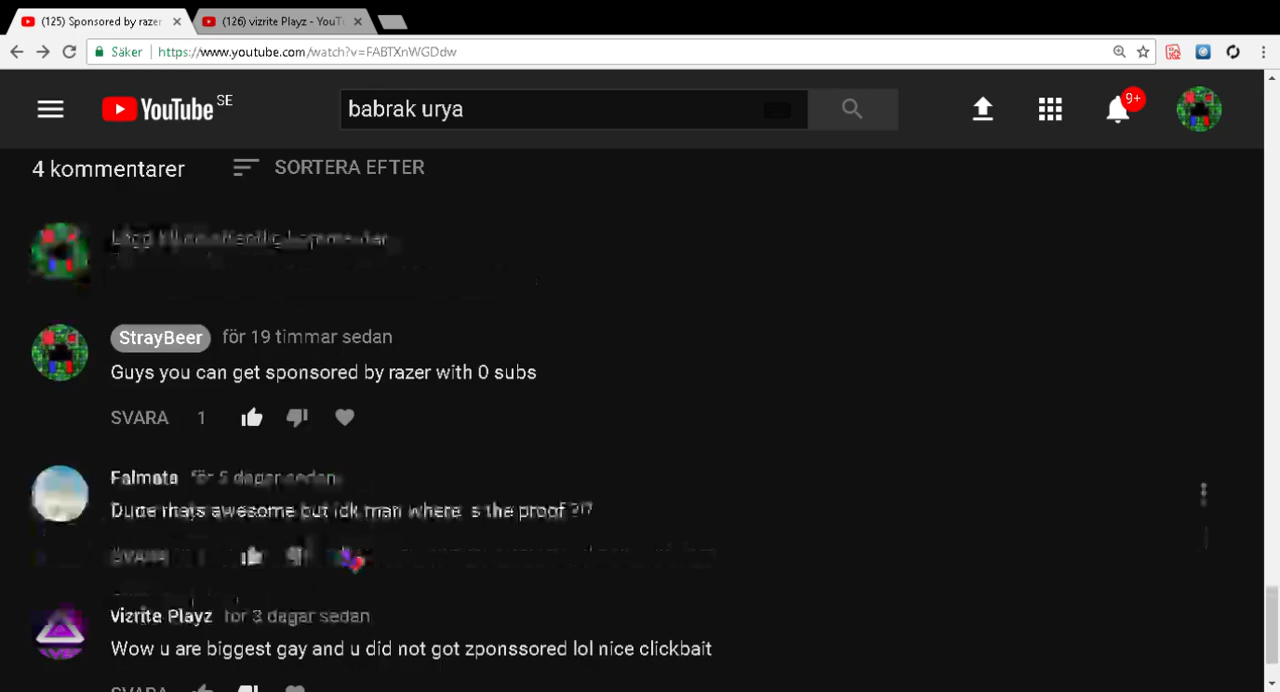 (125) Sponsored by razer
(126) vizrite Playz - YouTu
Säker https://www.youtube.com/watch?v=FABTXnWGDdw
YouTube SE
babrak urya
9+
4 kommentarer
SORTERA EFTER
StrayBeer för 19 timmar sedan
Guys you can get sponsored by razer with 0 subs
SVARA 1
Falmata för 5 dagar sedan
Dude thats awesome but idk man where is the proof ?!?
SVARA
Vizrite Playz för 3 dagar sedan
Wow u are biggest gay and u did not got zponssored lol nice clickbait
SVARA